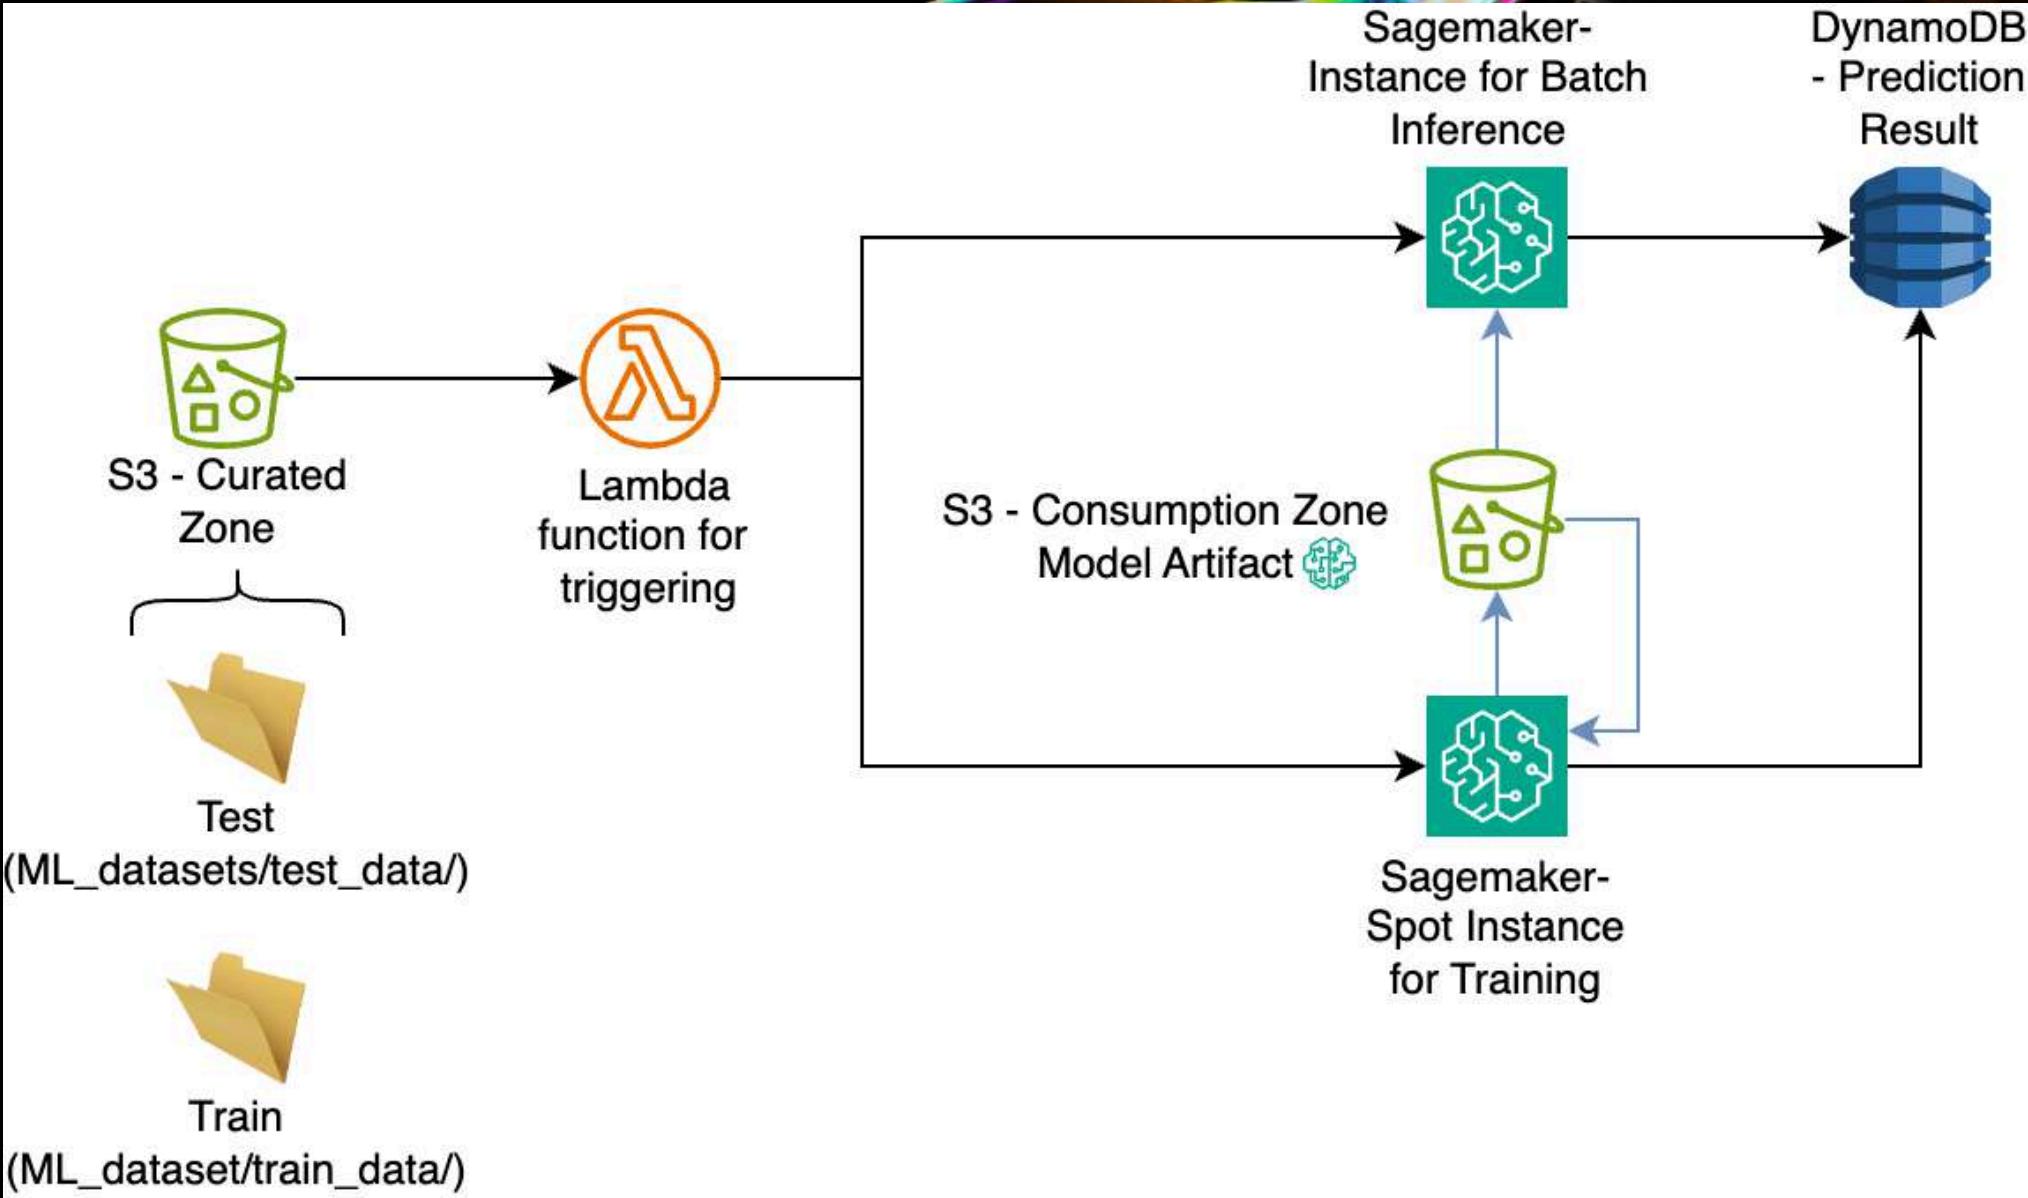 Sagemaker-
Instance for Batch
Inference
DynamoDB
- Prediction
Result
S3 - Curated
Zone
Lambda
function for
triggering
S3 - Consumption Zone
Model Artifact
Test
(ML_datasets/test_data/)
Sagemaker-
Spot Instance
for Training
Train
(ML_dataset/train_data/)